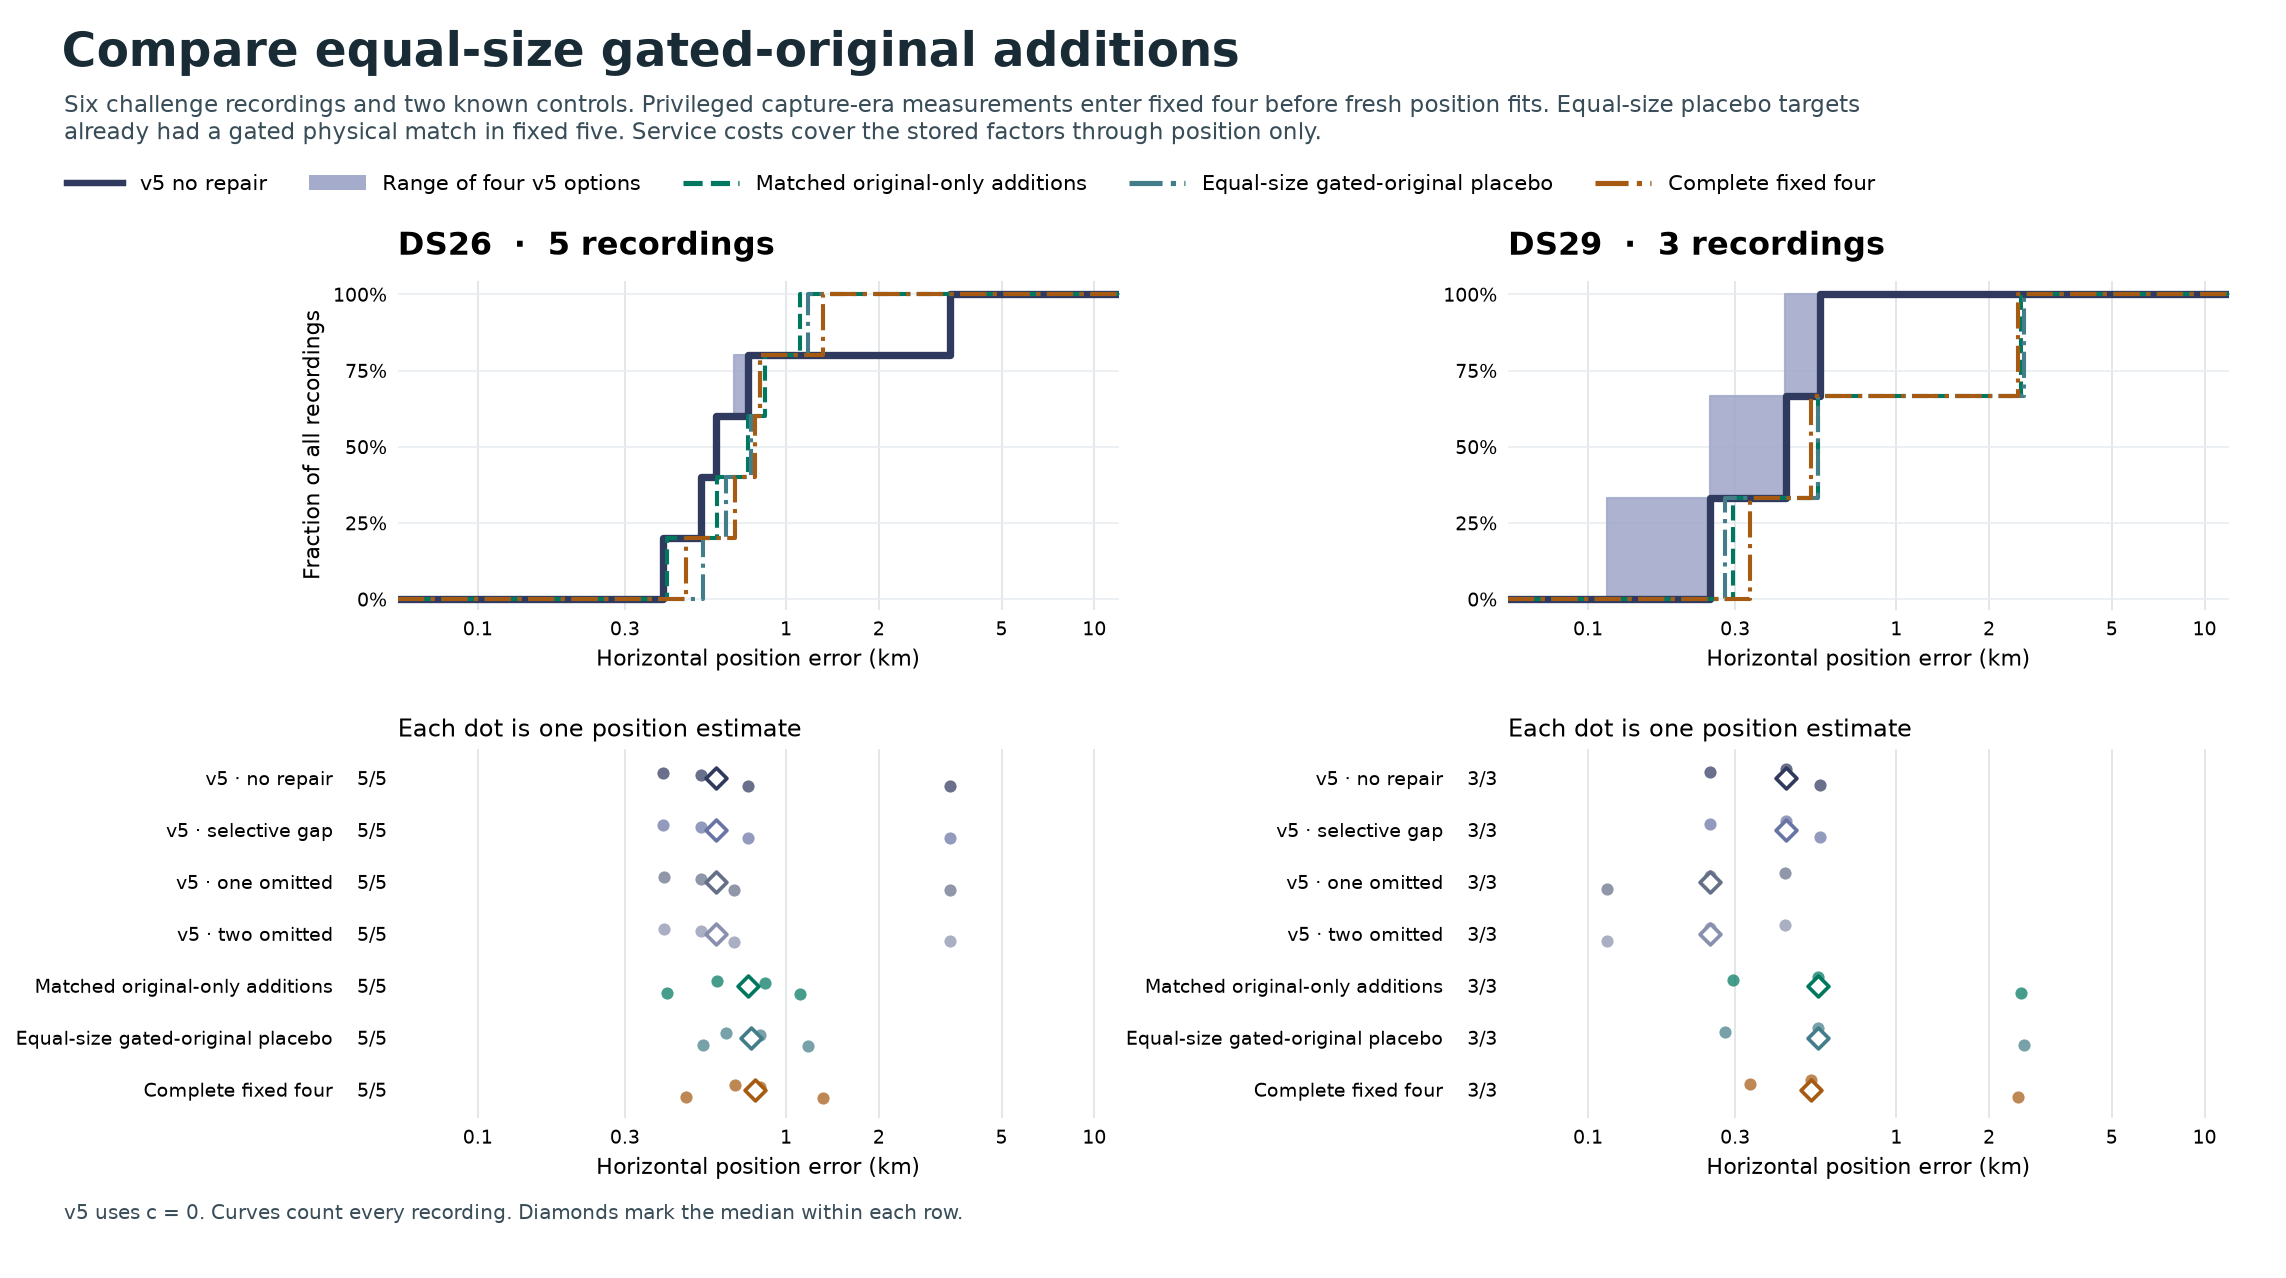 Compare equal-size gated-original additions
Six challenge recordings and two known controls. Privileged capture-era measurements enter fixed four before fresh position fits. Equal-size placebo targets
already had a gated physical match in fixed five. Service costs cover the stored factors through position only.
v5 no repair
Range of four v5 options
Matched original-only additions
Equal-size gated-original placebo
Complete fixed four
DS26 · 5 recordings
Fraction of all recordings
100%
75%
50%
25%
0%
0.1 0.3 1 2 5 10
Horizontal position error (km)
DS29 · 3 recordings
100%
75%
50%
25%
0%
0.1 0.3 1 2 5 10
Horizontal position error (km)
Each dot is one position estimate
v5 · no repair 5/5
v5 · selective gap 5/5
v5 · one omitted 5/5
v5 · two omitted 5/5
Matched original-only additions 5/5
Equal-size gated-original placebo 5/5
Complete fixed four 5/5
0.1 0.3 1 2 5 10
Horizontal position error (km)
Each dot is one position estimate
v5 · no repair 3/3
v5 · selective gap 3/3
v5 · one omitted 3/3
v5 · two omitted 3/3
Matched original-only additions 3/3
Equal-size gated-original placebo 3/3
Complete fixed four 3/3
0.1 0.3 1 2 5 10
Horizontal position error (km)
v5 uses c = 0. Curves count every recording. Diamonds mark the median within each row.